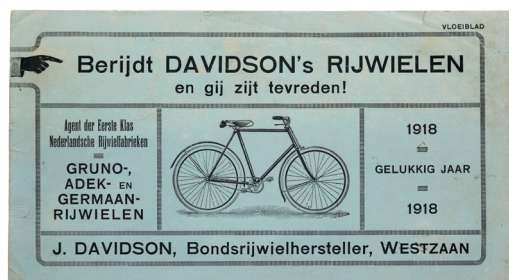 VLOEIBLAD
Berijdt DAVIDSON's RIJWIELEN
en gij zijt tevreden!
Agent der Eerste Klas
Nederlandsche Rijwielfabrieken
GRUNO-,
ADEK- EN
GERMAAN-
RIJWIELEN
1918
GELUKKIG JAAR
1918
J. DAVIDSON, Bondsrijwielhersteller, WESTZAAN